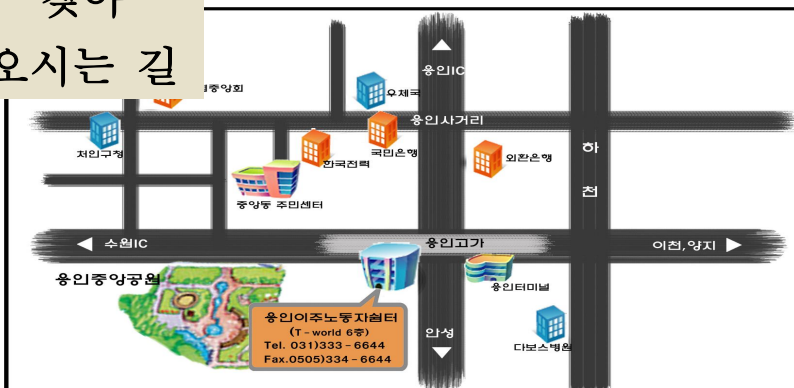 찾아
오시는 길
중앙회
우체국
용인IC
처인구청
용인사거리
한국전력
국민은행
외환은행
하천
중앙동 주민센터
수원IC
용인고가
이천,양지
용인중앙공원
용인터미널
용인이주노동자쉼터
(T-world 6층)
Tel. 031)333-6644
Fax.0505)334-6644
안성
다보스병원